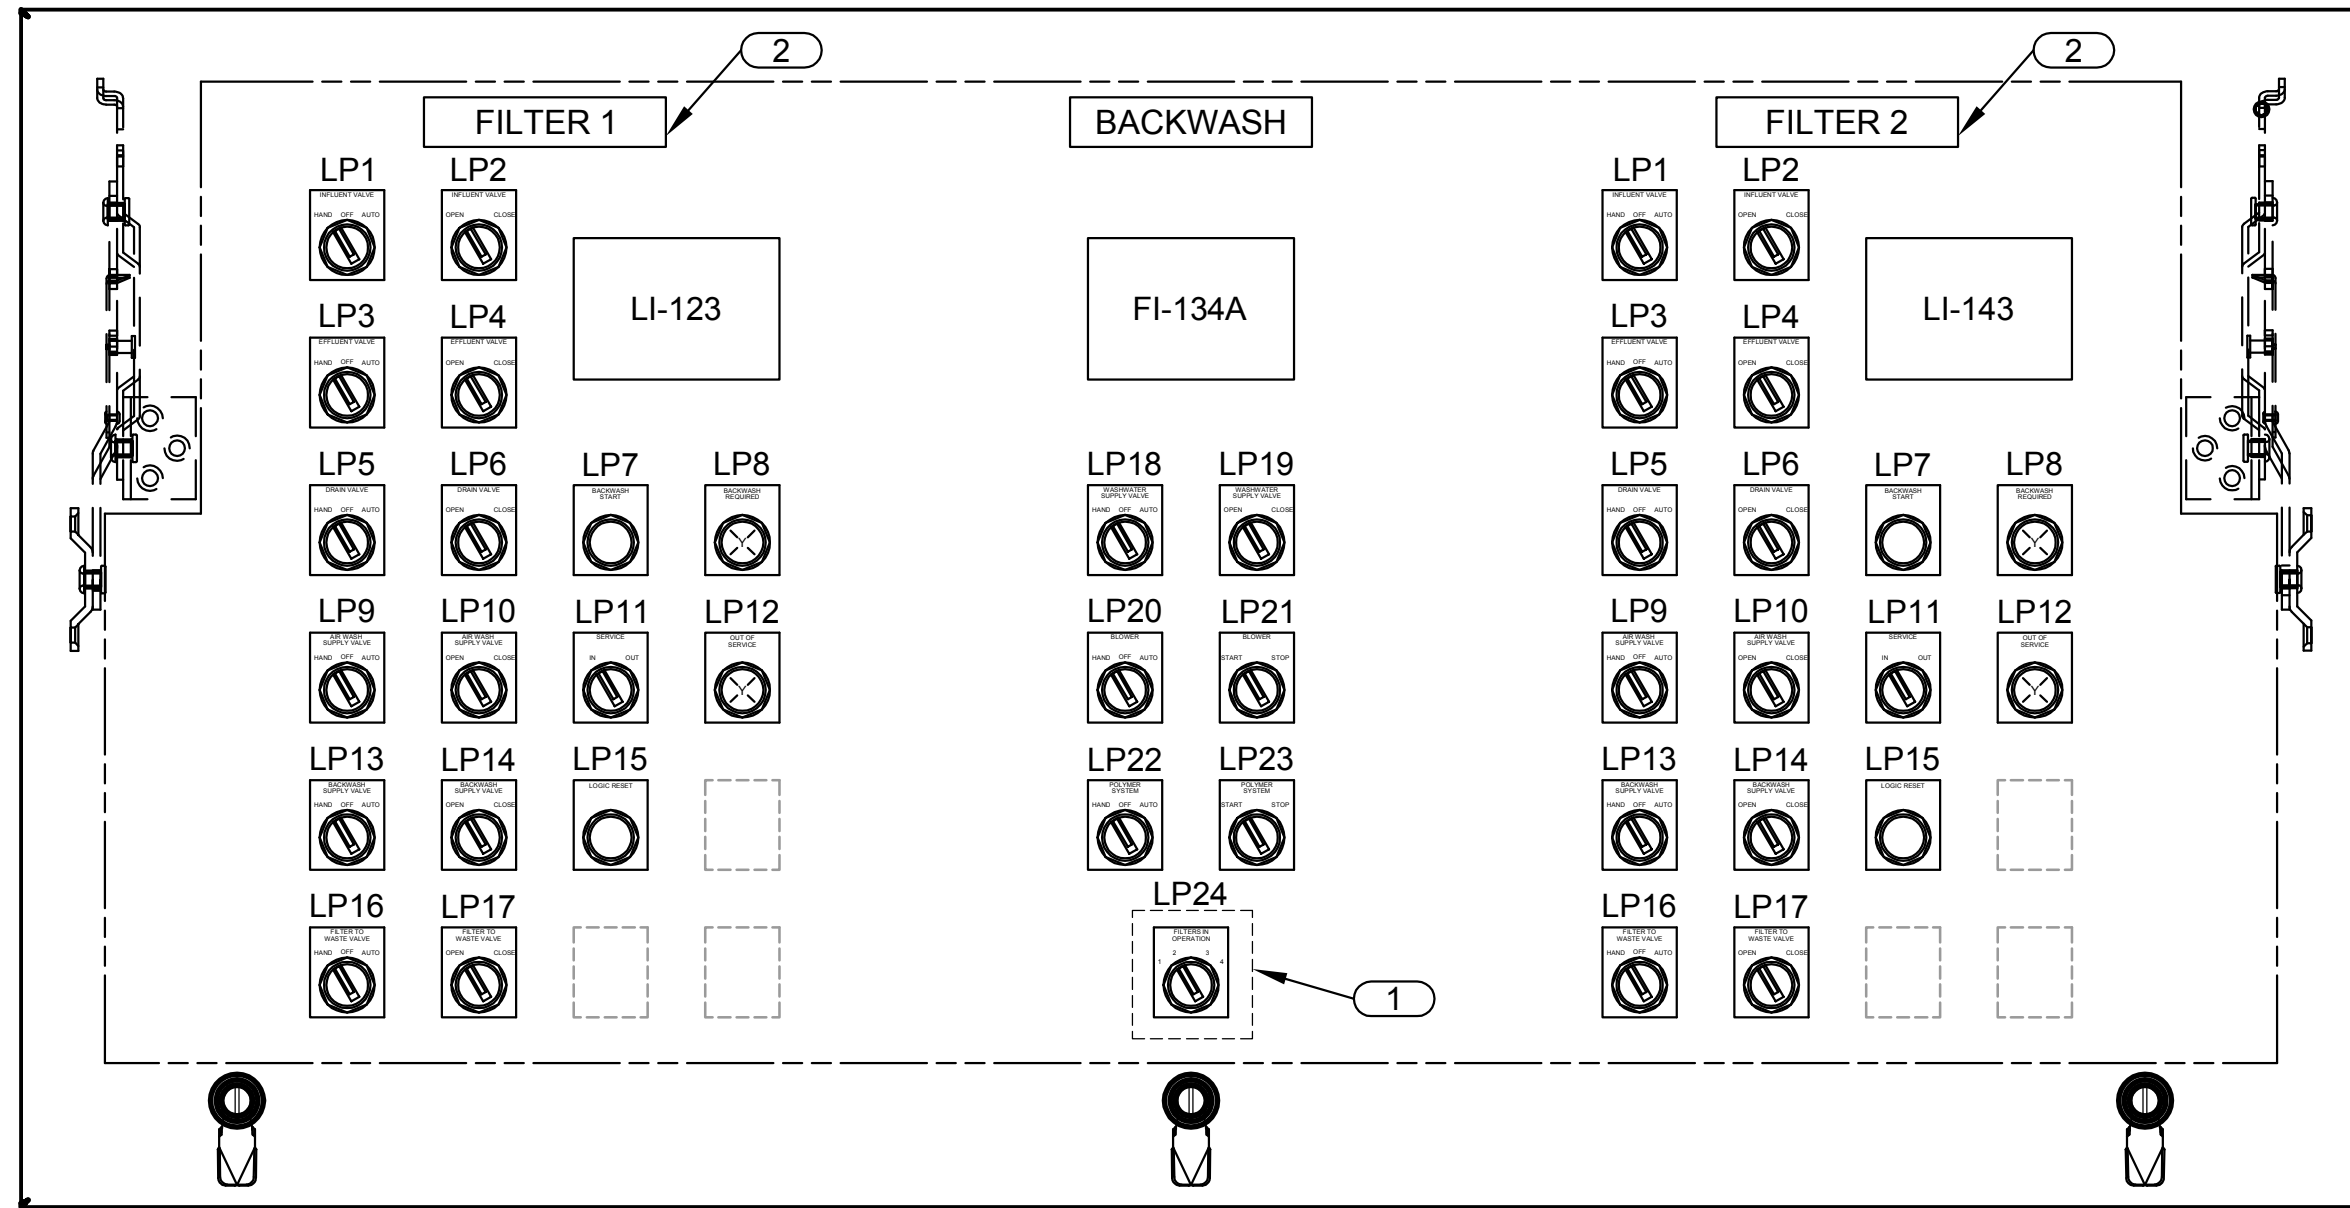 2
2
FILTER 1
BACKWASH
FILTER 2
LP1
LP2
LP1
LP2
INFLUENT VALVE
HAND OFF AUTO
INFLUENT VALVE
OPEN CLOSE
INFLUENT VALVE
HAND OFF AUTO
INFLUENT VALVE
OPEN CLOSE
LI-123
FI-134A
LI-143
LP3
LP4
LP3
LP4
EFFLUENT VALVE
HAND OFF AUTO
EFFLUENT VALVE
OPEN CLOSE
EFFLUENT VALVE
HAND OFF AUTO
EFFLUENT VALVE
OPEN CLOSE
LP5
LP6
LP7
LP8
LP18
LP19
LP5
LP6
LP7
LP8
DRAIN VALVE
HAND OFF AUTO
DRAIN VALVE
OPEN CLOSE
BACKWASH
START
BACKWASH
REQUIRED
Y
WASHWATER
SUPPLY VALVE
HAND OFF AUTO
WASHWATER
SUPPLY VALVE
OPEN CLOSE
DRAIN VALVE
HAND OFF AUTO
DRAIN VALVE
OPEN CLOSE
BACKWASH
START
BACKWASH
REQUIRED
Y
LP9
LP10
LP11
LP12
LP20
LP21
LP9
LP10
LP11
LP12
AIR WASH
SUPPLY VALVE
HAND OFF AUTO
AIR WASH
SUPPLY VALVE
OPEN CLOSE
SERVICE
IN OUT
OUT OF
SERVICE
Y
BLOWER
HAND OFF AUTO
BLOWER
START STOP
AIR WASH
SUPPLY VALVE
HAND OFF AUTO
AIR WASH
SUPPLY VALVE
OPEN CLOSE
SERVICE
IN OUT
OUT OF
SERVICE
Y
LP13
LP14
LP15
LP22
LP23
LP13
LP14
LP15
BACKWASH
SUPPLY VALVE
HAND OFF AUTO
BACKWASH
SUPPLY VALVE
OPEN CLOSE
LOGIC RESET
POLYMER
SYSTEM
HAND OFF AUTO
POLYMER
SYSTEM
START STOP
BACKWASH
SUPPLY VALVE
HAND OFF AUTO
BACKWASH
SUPPLY VALVE
OPEN CLOSE
LOGIC RESET
LP16
LP17
LP24
LP16
LP17
FILTER TO
WASTE VALVE
HAND OFF AUTO
FILTER TO
WASTE VALVE
OPEN CLOSE
FILTERS IN
OPERATION
1 2 3 4
FILTER TO
WASTE VALVE
HAND OFF AUTO
FILTER TO
WASTE VALVE
OPEN CLOSE
1